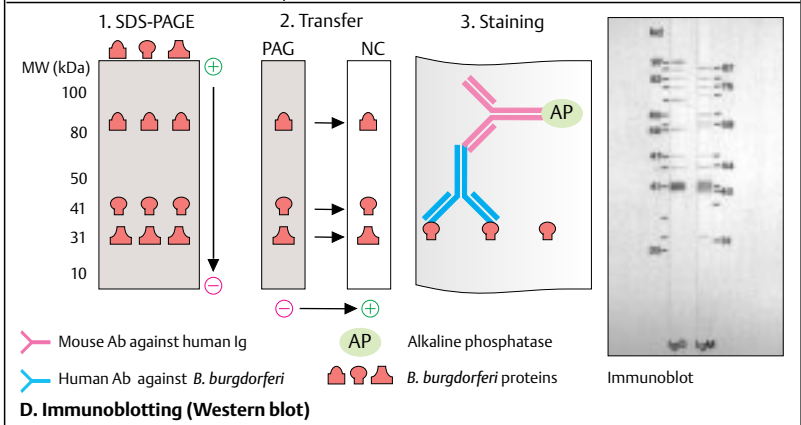 1. SDS-PAGE
2. Transfer
3. Staining
MW (kDa)
100
80
50
41
31
10
+
−
PAG
NC
− +
AP
Mouse Ab against human Ig
AP Alkaline phosphatase
Human Ab against B. burgdorferi
B. burgdorferi proteins
Immunoblot
IgG IgM
D. Immunoblotting (Western blot)